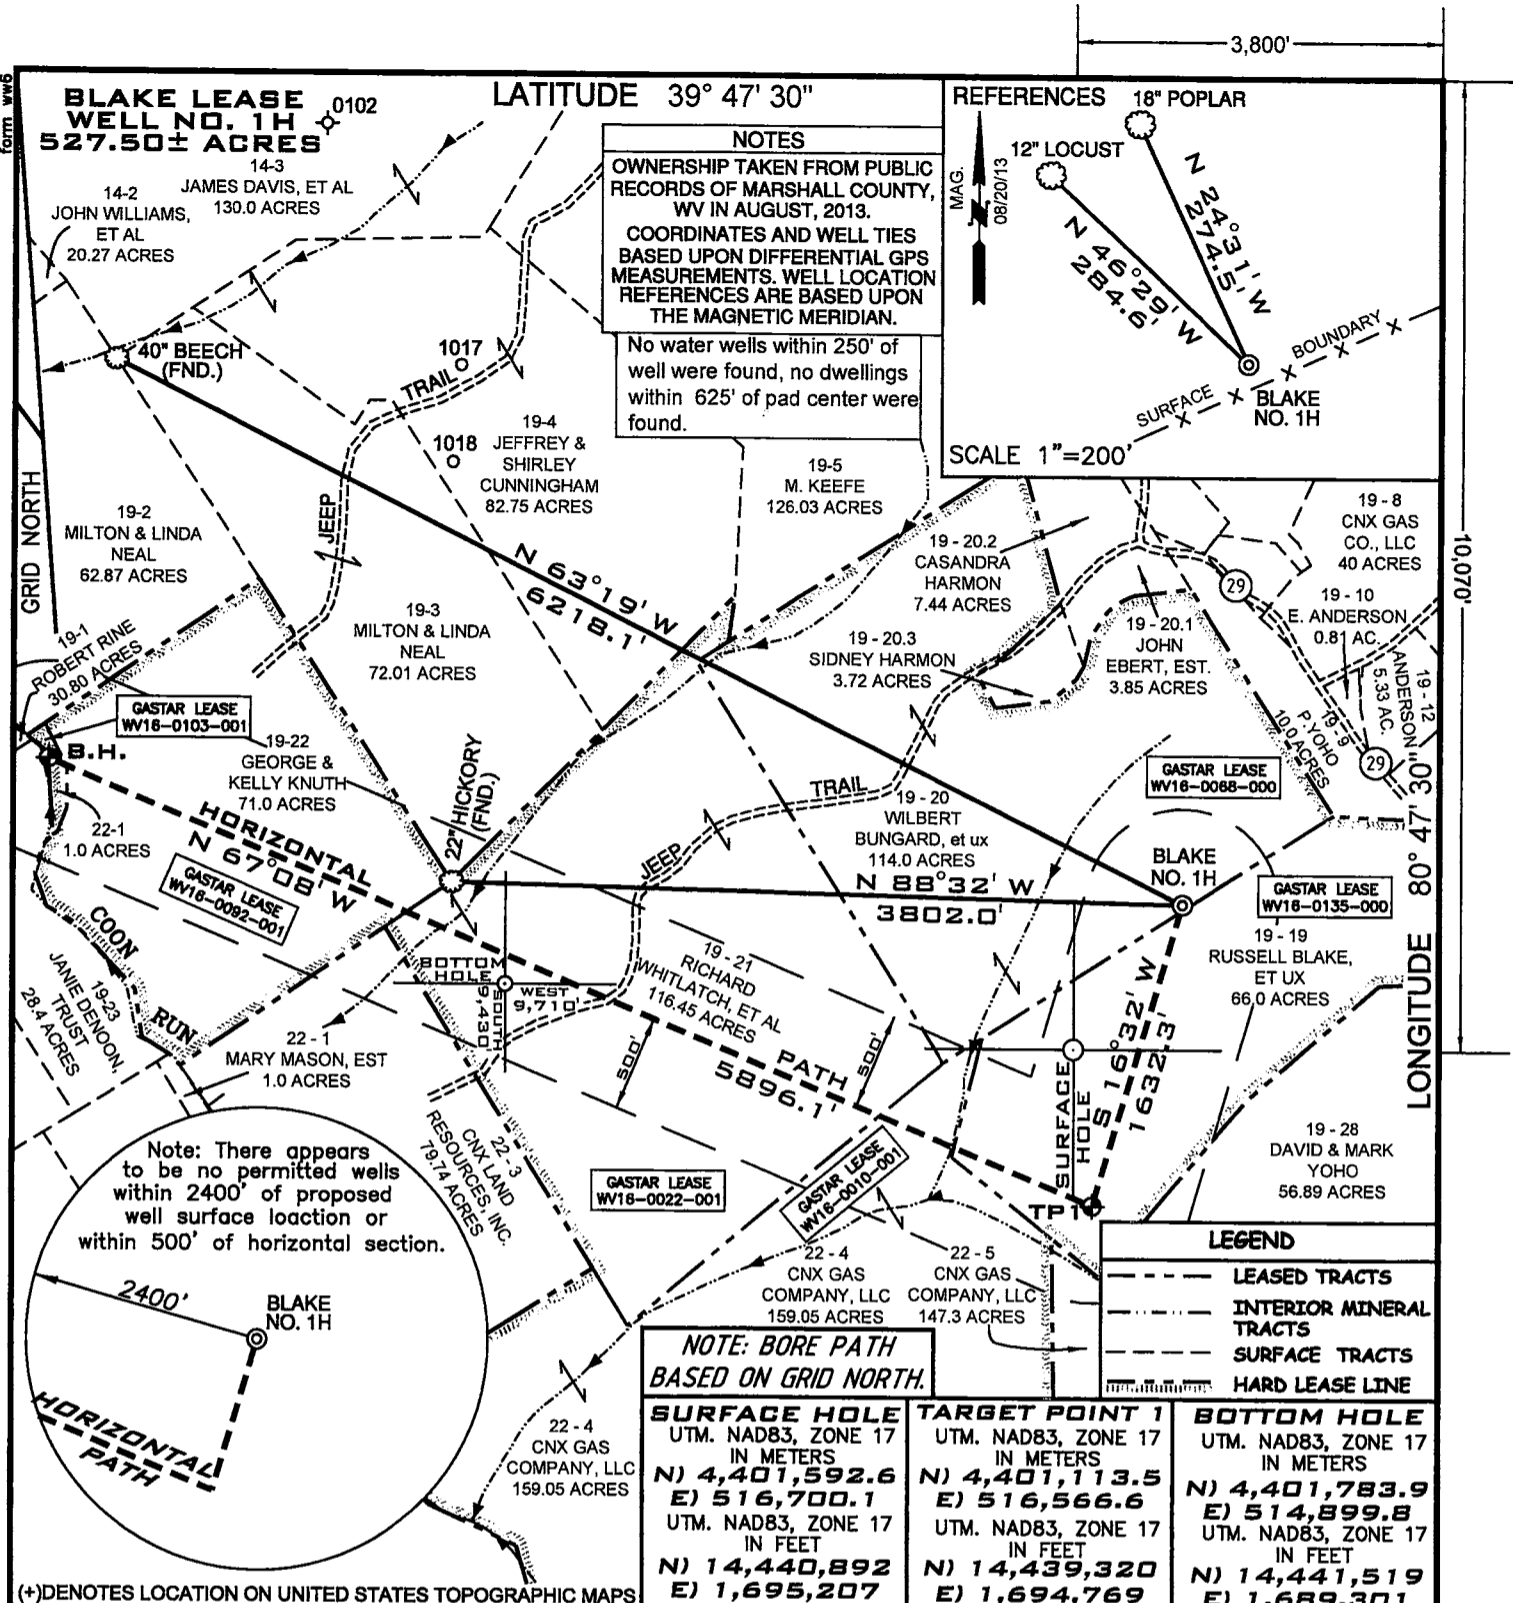 3,800'
form ww6
BLAKE LEASE
WELL NO. 1H
527.50± ACRES
0102
LATITUDE 39° 47' 30"
14-3
JAMES DAVIS, ET AL
130.0 ACRES
14-2
JOHN WILLIAMS,
ET AL
20.27 ACRES
NOTES
OWNERSHIP TAKEN FROM PUBLIC
RECORDS OF MARSHALL COUNTY,
WV IN AUGUST, 2013.
COORDINATES AND WELL TIES
BASED UPON DIFFERENTIAL GPS
MEASUREMENTS. WELL LOCATION
REFERENCES ARE BASED UPON
THE MAGNETIC MERIDIAN.
No water wells within 250' of
well were found, no dwellings
within 625' of pad center were
found.
REFERENCES
18" POPLAR
12" LOCUST
MAG.
08/20/13
N 24°31' W
274.5'
N 46°29' W
284.6'
SURFACE BOUNDARY
BLAKE
NO. 1H
SCALE 1"=200'
40" BEECH
(FND.)
1017
TRAIL
1018
19-4
JEFFREY &
SHIRLEY
CUNNINGHAM
82.75 ACRES
JEEP
19-5
M. KEEFE
126.03 ACRES
GRID NORTH
19-2
MILTON & LINDA
NEAL
62.87 ACRES
N 63°19' W
6218.1'
19-3
MILTON & LINDA
NEAL
72.01 ACRES
19 - 20.2
CASANDRA
HARMON
7.44 ACRES
19 - 20.3
SIDNEY HARMON
3.72 ACRES
19 - 20.1
JOHN
EBERT, EST.
3.85 ACRES
19 - 8
CNX GAS
CO., LLC
40 ACRES
29
19 - 10
E. ANDERSON
0.81 AC.
19 - 12
ANDERSON
5.33 AC.
19 - 9
P. YOHO
10.0 ACRES
29
10,070'
LONGITUDE 80° 47' 30"
19-1
ROBERT RINE
30.80 ACRES
GASTAR LEASE
WV16-0103-001
B.H.
19-22
GEORGE &
KELLY KNUTH
71.0 ACRES
22" HICKORY
(FND.)
22-1
1.0 ACRES
HORIZONTAL
N 67°08' W
GASTAR LEASE
WV16-0092-001
COON
RUN
19-23
JANIE DENOON,
TRUST
28.4 ACRES
22 - 1
MARY MASON, EST
1.0 ACRES
JEEP
TRAIL
19 - 20
WILBERT
BUNGARD, et ux
114.0 ACRES
GASTAR LEASE
WV16-0068-000
N 88°32' W
3802.0'
BLAKE
NO. 1H
GASTAR LEASE
WV16-0135-000
19 - 19
RUSSELL BLAKE,
ET UX
66.0 ACRES
BOTTOM
HOLE
SOUTH
9,430'
WEST
9,710'
19 - 21
RICHARD
WHITLATCH, ET AL
116.45 ACRES
500'
PATH
5896.1'
500'
SURFACE
HOLE
S 16°32' W
1632.3'
TP1
19 - 28
DAVID & MARK
YOHO
56.89 ACRES
22 - 3
CNX LAND
RESOURCES, INC.
79.74 ACRES
GASTAR LEASE
WV16-0022-001
GASTAR LEASE
WV16-0010-001
22 - 4
CNX GAS
COMPANY, LLC
159.05 ACRES
22 - 5
CNX GAS
COMPANY, LLC
147.3 ACRES
Note: There appears
to be no permitted wells
within 2400' of proposed
well surface loaction or
within 500' of horizontal section.
2400'
BLAKE
NO. 1H
HORIZONTAL
PATH
22 - 4
CNX GAS
COMPANY, LLC
159.05 ACRES
LEGEND
LEASED TRACTS
INTERIOR MINERAL
TRACTS
SURFACE TRACTS
HARD LEASE LINE
NOTE: BORE PATH
BASED ON GRID NORTH.
SURFACE HOLE
UTM. NAD83, ZONE 17
IN METERS
N) 4,401,592.6
E) 516,700.1
UTM. NAD83, ZONE 17
IN FEET
N) 14,440,892
E) 1,695,207
TARGET POINT 1
UTM. NAD83, ZONE 17
IN METERS
N) 4,401,113.5
E) 516,566.6
UTM. NAD83, ZONE 17
IN FEET
N) 14,439,320
E) 1,694,769
BOTTOM HOLE
UTM. NAD83, ZONE 17
IN METERS
N) 4,401,783.9
E) 514,899.8
UTM. NAD83, ZONE 17
IN FEET
N) 14,441,519
E) 1,689,301
(+)DENOTES LOCATION ON UNITED STATES TOPOGRAPHIC MAPS